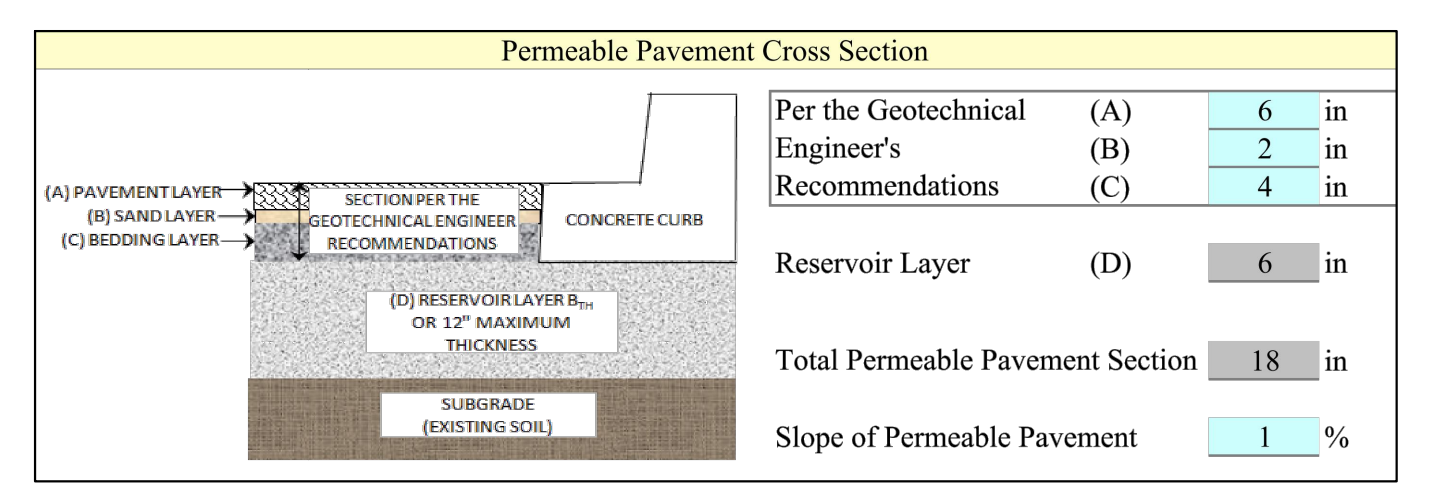 Permeable Pavement Cross Section
(A) PAVEMENT LAYER
(B) SAND LAYER
(C) BEDDING LAYER
SECTION PER THE
GEOTECHNICAL ENGINEER
RECOMMENDATIONS
CONCRETE CURB
(D) RESERVOIR LAYER B_TH
OR 12" MAXIMUM
THICKNESS
SUBGRADE
(EXISTING SOIL)
Per the Geotechnical (A) 6 in
Engineer's (B) 2 in
Recommendations (C) 4 in
Reservoir Layer (D) 6 in
Total Permeable Pavement Section 18 in
Slope of Permeable Pavement 1 %